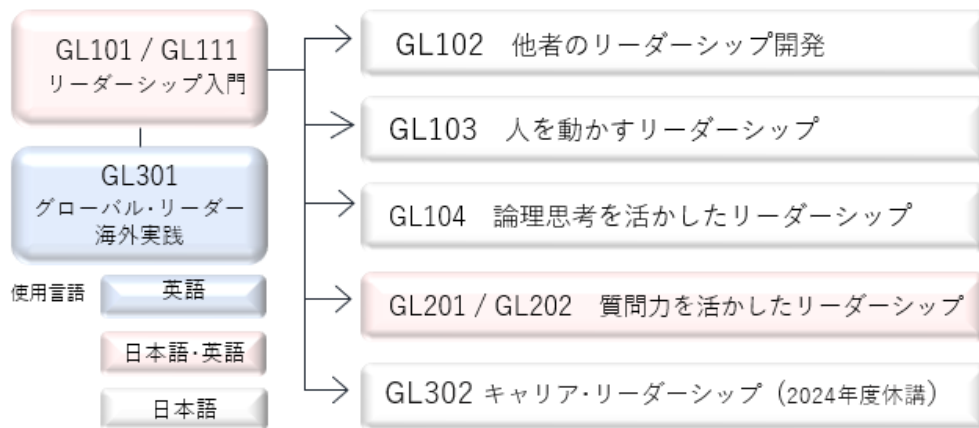 GL101 / GL111
リーダーシップ入門
GL301
グローバル・リーダー
海外実践
使用言語
英語
日本語・英語
日本語
GL102 他者のリーダーシップ開発
GL103 人を動かすリーダーシップ
GL104 論理思考を活かしたリーダーシップ
GL201 / GL202 質問力を活かしたリーダーシップ
GL302 キャリア・リーダーシップ（2024年度休講）